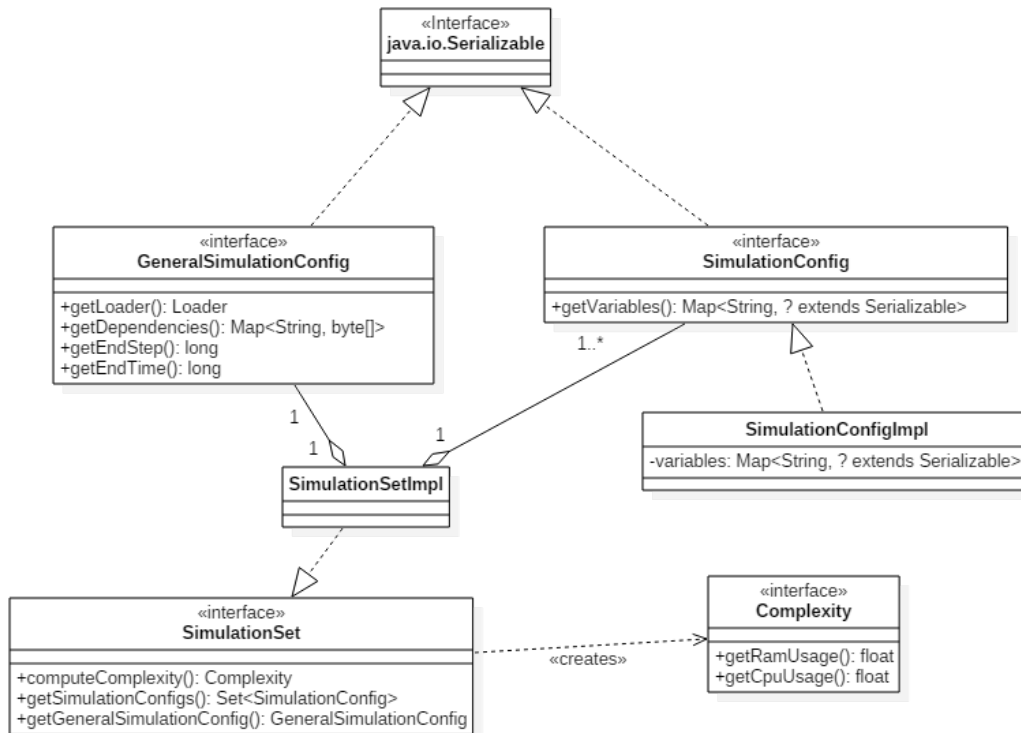 «Interface»
java.io.Serializable
«interface»
GeneralSimulationConfig
+getLoader(): Loader
+getDependencies(): Map<String, byte[]>
+getEndStep(): long
+getEndTime(): long
«interface»
SimulationConfig
+getVariables(): Map<String, ? extends Serializable>
1..*
1
1
1
SimulationConfigImpl
-variables: Map<String, ? extends Serializable>
SimulationSetImpl
«interface»
SimulationSet
+computeComplexity(): Complexity
+getSimulationConfigs(): Set<SimulationConfig>
+getGeneralSimulationConfig(): GeneralSimulationConfig
«creates»
«interface»
Complexity
+getRamUsage(): float
+getCpuUsage(): float